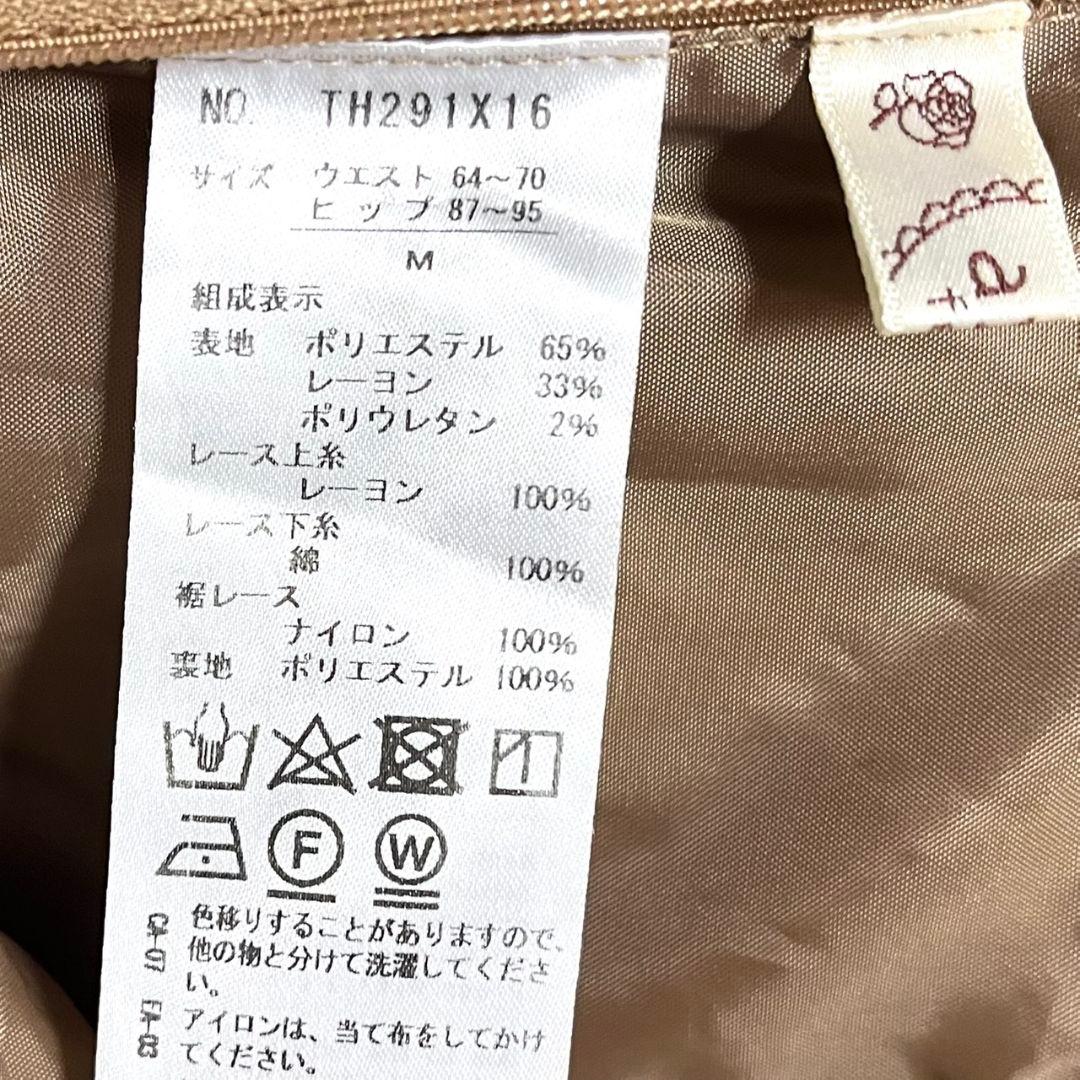 NO. TH291X16
サイズ ウエスト 64～70
ヒップ 87～95
M
組成表示
表地 ポリエステル 65%
レーヨン 33%
ポリウレタン 2%
レース上糸
レーヨン 100%
レース下糸
綿 100%
裾レース
ナイロン 100%
裏地 ポリエステル 100%
F W
色移りすることがありますので、
他の物と分けて洗濯してくださ
い。
アイロンは、当て布をしてかけ
てください。